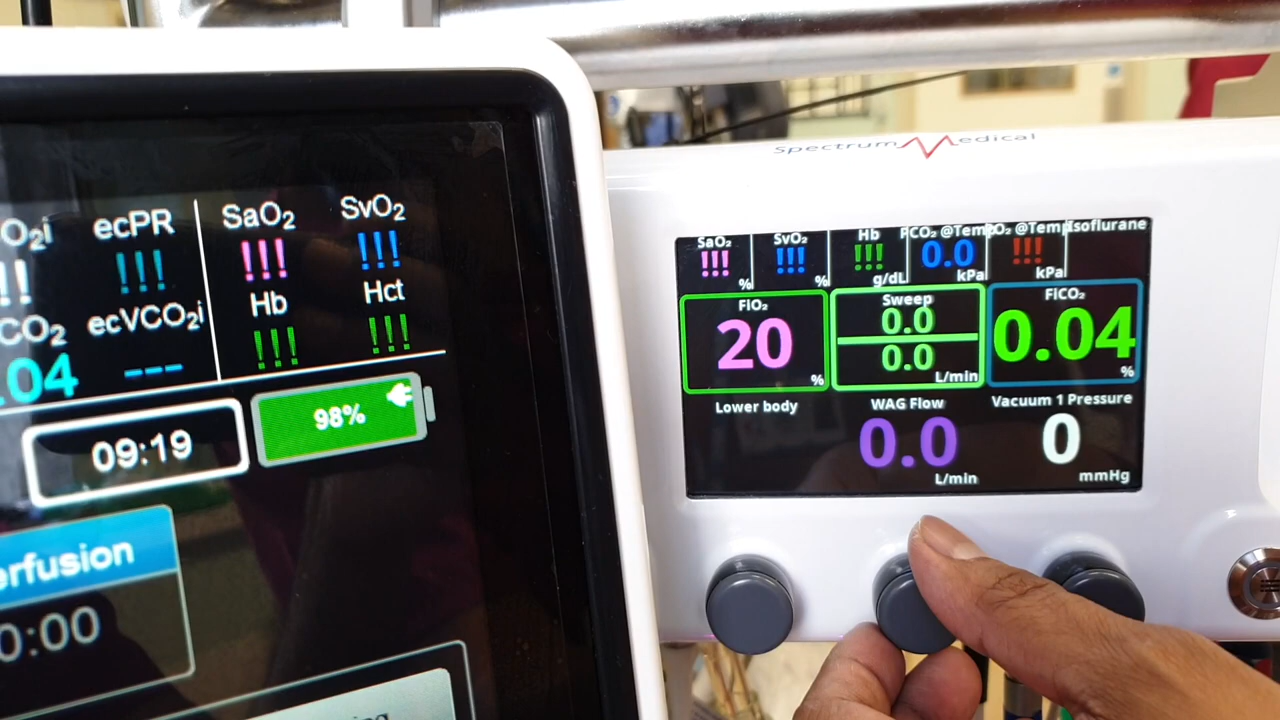 Spectrum Medical
O₂i ecPR SaO₂ SvO₂
!! !!! !!! !!!
CO₂ ecVCO₂i Hb Hct
.04 --- !!! !!!
09:19 98%
erfusion
0:00
SaO₂ SvO₂ Hb PCO₂ @Temp O₂ @Temp Isoflurane
!!! !!! !!! 0.0 !!!
% % g/dL kPa kPa
FIO₂ Sweep FICO₂
20 0.0 0.04
0.0
% L/min %
Lower body WAG Flow Vacuum 1 Pressure
0.0 0
L/min mmHg